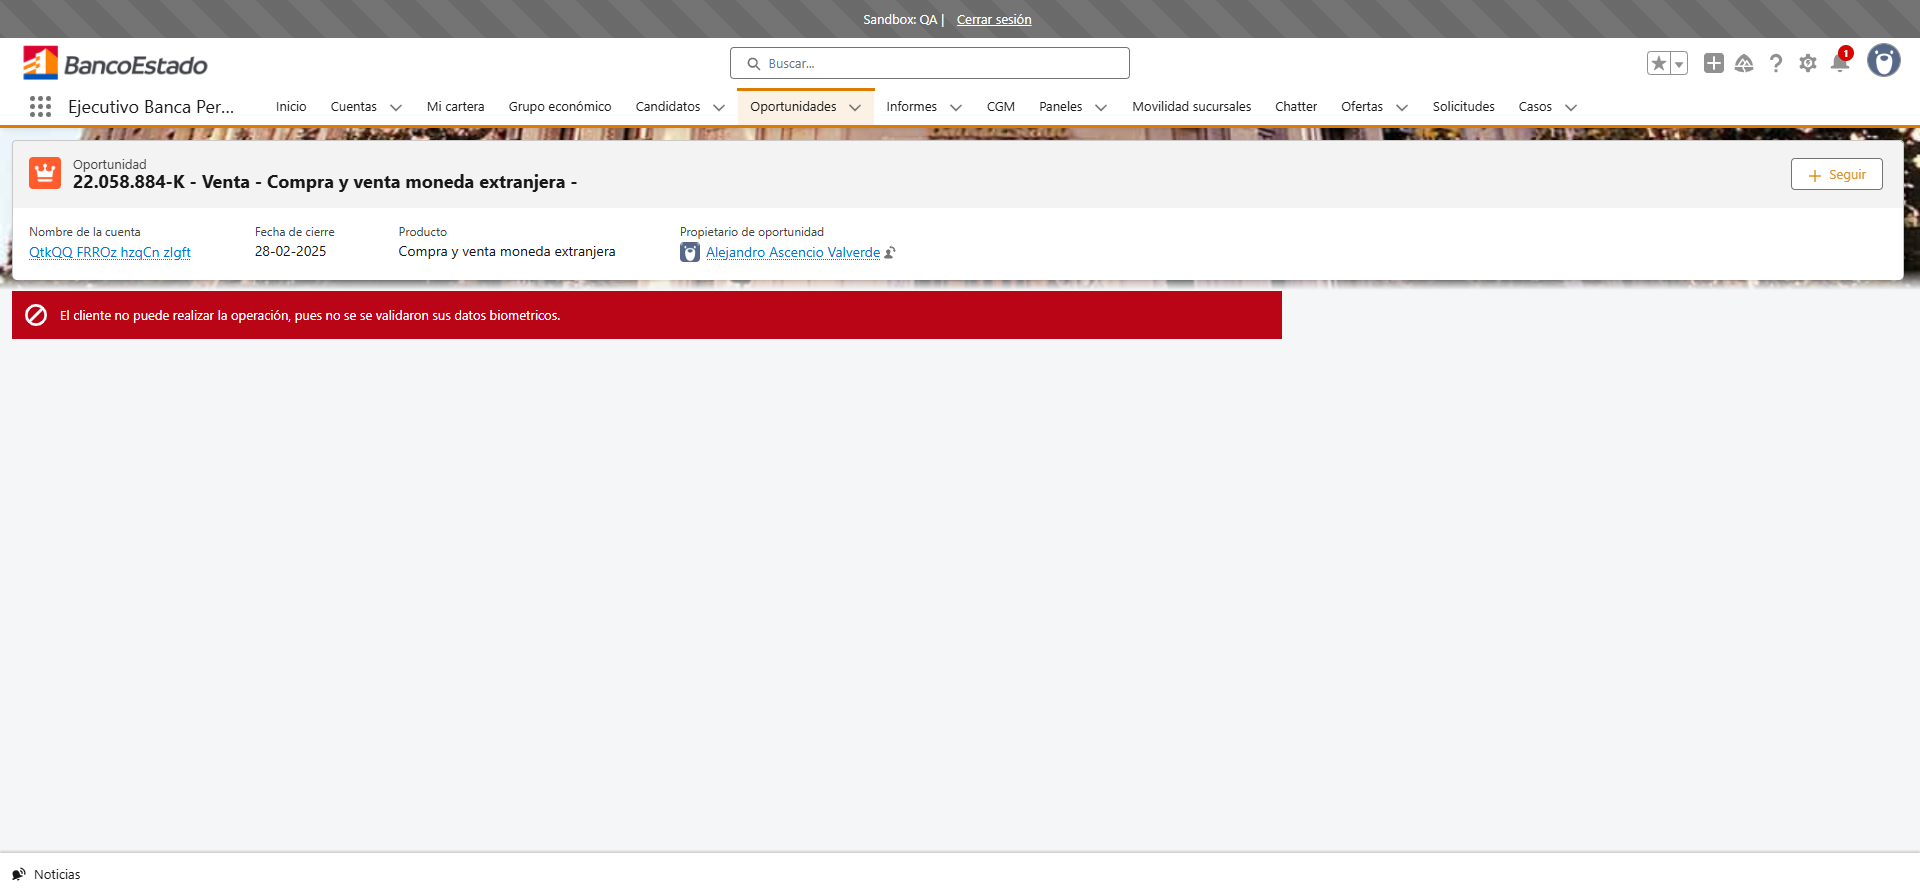 Sandbox: QA | Cerrar sesión
BancoEstado
Buscar...
1
Ejecutivo Banca Per...
Inicio
Cuentas
Mi cartera
Grupo económico
Candidatos
Oportunidades
Informes
CGM
Paneles
Movilidad sucursales
Chatter
Ofertas
Solicitudes
Casos
Oportunidad
22.058.884-K - Venta - Compra y venta moneda extranjera -
Seguir
Nombre de la cuenta
QtkQQ FRROz hzqCn zlgft
Fecha de cierre
28-02-2025
Producto
Compra y venta moneda extranjera
Propietario de oportunidad
Alejandro Ascencio Valverde
El cliente no puede realizar la operación, pues no se se validaron sus datos biometricos.
Noticias